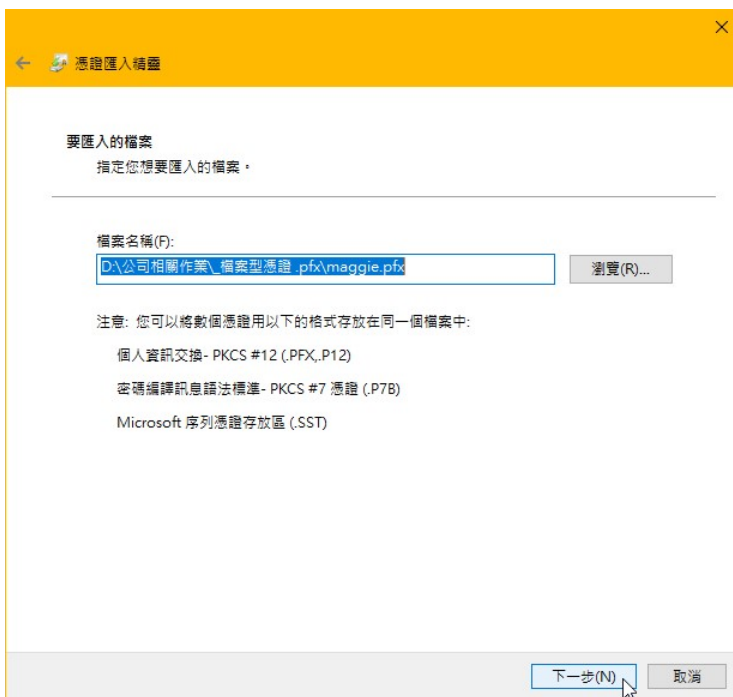 憑證匯入精靈
要匯入的檔案
指定您想要匯入的檔案。
檔案名稱(F):
D:\公司相關作業\_檔案型憑證 .pfx\maggie.pfx
瀏覽(R)...
注意: 您可以將數個憑證用以下的格式存放在同一個檔案中:
個人資訊交換- PKCS #12 (.PFX,.P12)
密碼編譯訊息語法標準- PKCS #7 憑證 (.P7B)
Microsoft 序列憑證存放區 (.SST)
下一步(N)
取消